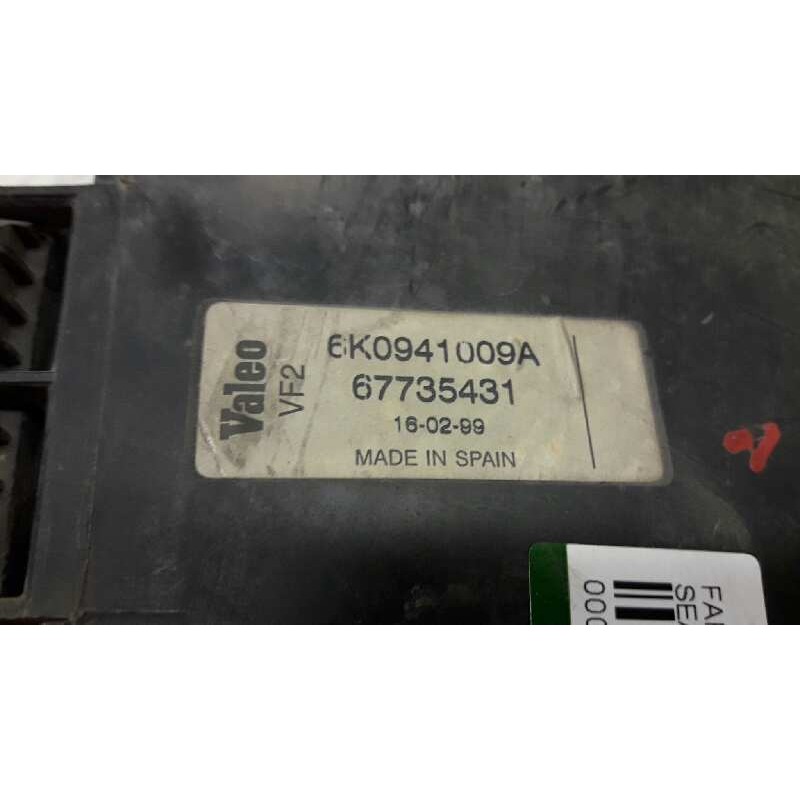 Valeo
VF2
6K0941009A
67735431
16-02-99
MADE IN SPAIN